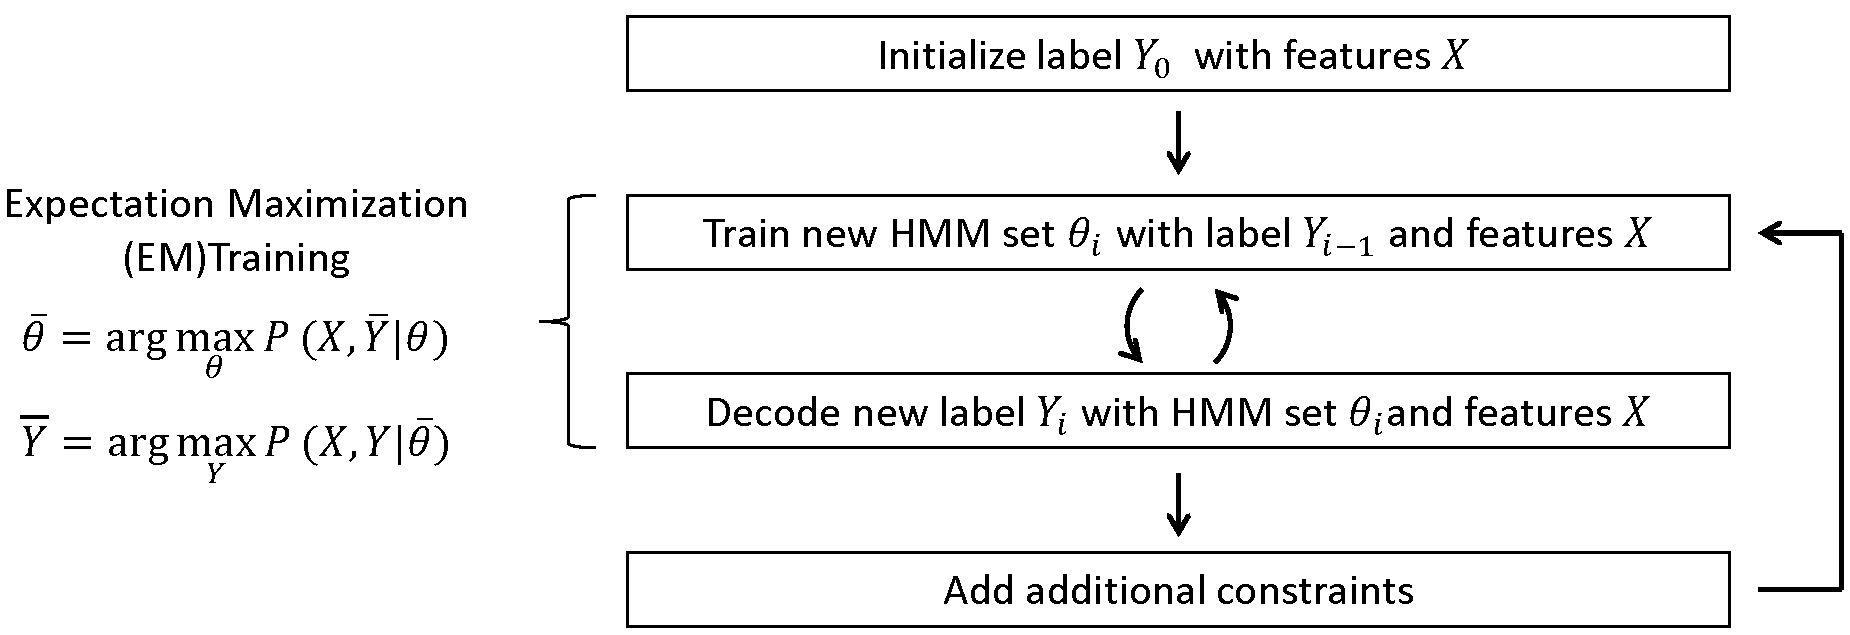 Initialize label Y₀ with features X
Expectation Maximization
(EM)Training
θ̄ = arg max P (X, Ȳ|θ)
θ
Ȳ = arg max P (X, Y|θ̄)
Y
Train new HMM set θᵢ with label Yᵢ₋₁ and features X
Decode new label Yᵢ with HMM set θᵢand features X
Add additional constraints